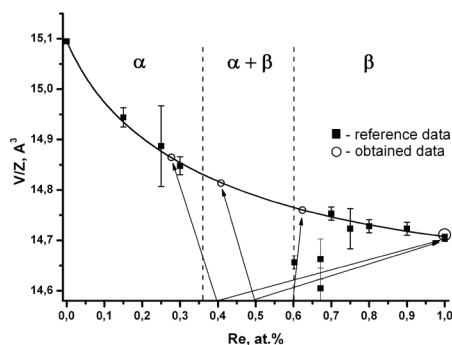 15,1
15,0
14,9
14,8
14,7
14,6
V/Z, A³
α
α + β
β
- reference data
- obtained data
0,0 0,1 0,2 0,3 0,4 0,5 0,6 0,7 0,8 0,9 1,0
Re, at.%